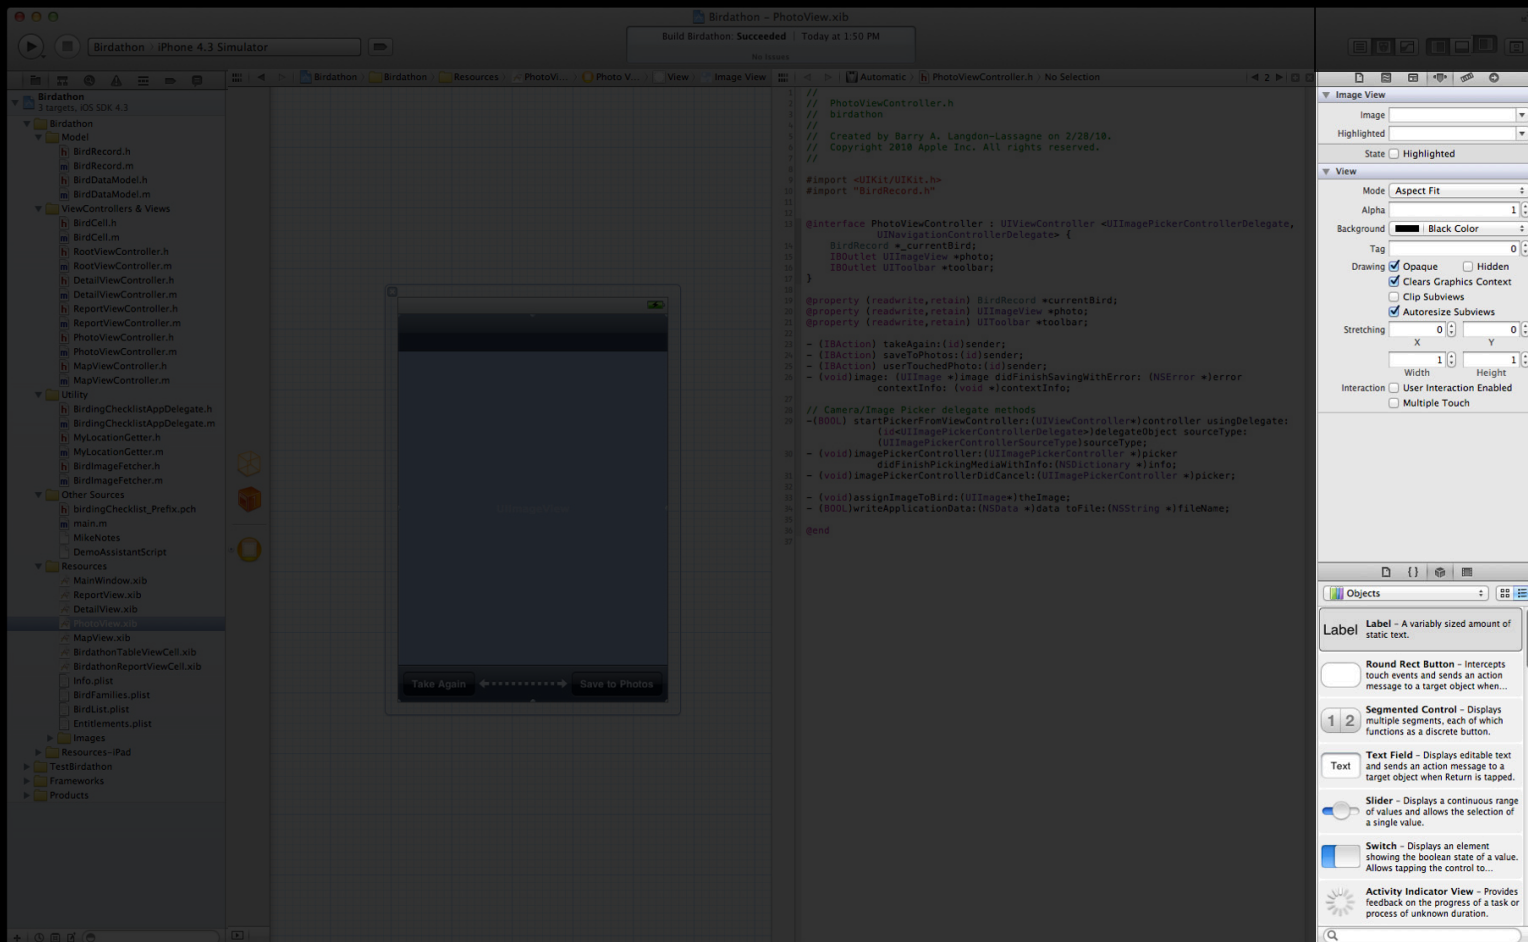 Birdathon – PhotoView.xib
Birdathon › iPhone 4.3 Simulator
Build Birdathon: Succeeded | Today at 1:50 PM
No Issues
Birdathon
Birdathon
Resources
PhotoVi...
Photo V...
View
Image View
Automatic
PhotoViewController.h
No Selection
2
Birdathon
3 targets, iOS SDK 4.3
Birdathon
Model
BirdRecord.h
BirdRecord.m
BirdDataModel.h
BirdDataModel.m
ViewControllers & Views
BirdCell.h
BirdCell.m
RootViewController.h
RootViewController.m
DetailViewController.h
DetailViewController.m
ReportViewController.h
ReportViewController.m
PhotoViewController.h
PhotoViewController.m
MapViewController.h
MapViewController.m
Utility
BirdingChecklistAppDelegate.h
BirdingChecklistAppDelegate.m
MyLocationGetter.h
MyLocationGetter.m
BirdImageFetcher.h
BirdImageFetcher.m
Other Sources
birdingChecklist_Prefix.pch
main.m
MikeNotes
DemoAssistantScript
Resources
MainWindow.xib
ReportView.xib
DetailView.xib
PhotoView.xib
MapView.xib
BirdathonTableViewCell.xib
BirdathonReportViewCell.xib
Info.plist
BirdFamilies.plist
BirdList.plist
Entitlements.plist
Images
Resources-iPad
TestBirdathon
Frameworks
Products
UIImageView
Take Again
Save to Photos
//
// PhotoViewController.h
// birdathon
//
// Created by Barry A. Langdon-Lassagne on 2/28/10.
// Copyright 2010 Apple Inc. All rights reserved.
//
#import <UIKit/UIKit.h>
#import "BirdRecord.h"
@interface PhotoViewController : UIViewController <UIImagePickerControllerDelegate,
UINavigationControllerDelegate> {
BirdRecord *_currentBird;
IBOutlet UIImageView *photo;
IBOutlet UIToolbar *toolbar;
}
@property (readwrite,retain) BirdRecord *currentBird;
@property (readwrite,retain) UIImageView *photo;
@property (readwrite,retain) UIToolbar *toolbar;
- (IBAction) takeAgain:(id)sender;
- (IBAction) saveToPhotos:(id)sender;
- (IBAction) userTouchedPhoto:(id)sender;
- (void)image: (UIImage *)image didFinishSavingWithError: (NSError *)error
contextInfo: (void *)contextInfo;
// Camera/Image Picker delegate methods
-(BOOL) startPickerFromViewController:(UIViewController*)controller usingDelegate:
(id<UIImagePickerControllerDelegate>)delegateObject sourceType:
(UIImagePickerControllerSourceType)sourceType;
- (void)imagePickerController:(UIImagePickerController *)picker
didFinishPickingMediaWithInfo:(NSDictionary *)info;
- (void)imagePickerControllerDidCancel:(UIImagePickerController *)picker;
- (void)assignImageToBird:(UIImage*)theImage;
- (BOOL)writeApplicationData:(NSData *)data toFile:(NSString *)fileName;
@end
Image View
Image
Highlighted
State Highlighted
View
Mode Aspect Fit
Alpha 1
Background Black Color
Tag 0
Drawing Opaque Hidden
Clears Graphics Context
Clip Subviews
Autoresize Subviews
Stretching 0 0
X Y
1 1
Width Height
Interaction User Interaction Enabled
Multiple Touch
{}
Objects
Label
Label – A variably sized amount of
static text.
Round Rect Button – Intercepts
touch events and sends an action
message to a target object when...
1 2
Segmented Control – Displays
multiple segments, each of which
functions as a discrete button.
Text
Text Field – Displays editable text
and sends an action message to a
target object when Return is tapped.
Slider – Displays a continuous range
of values and allows the selection of
a single value.
Switch – Displays an element
showing the boolean state of a value.
Allows tapping the control to...
Activity Indicator View – Provides
feedback on the progress of a task or
process of unknown duration.